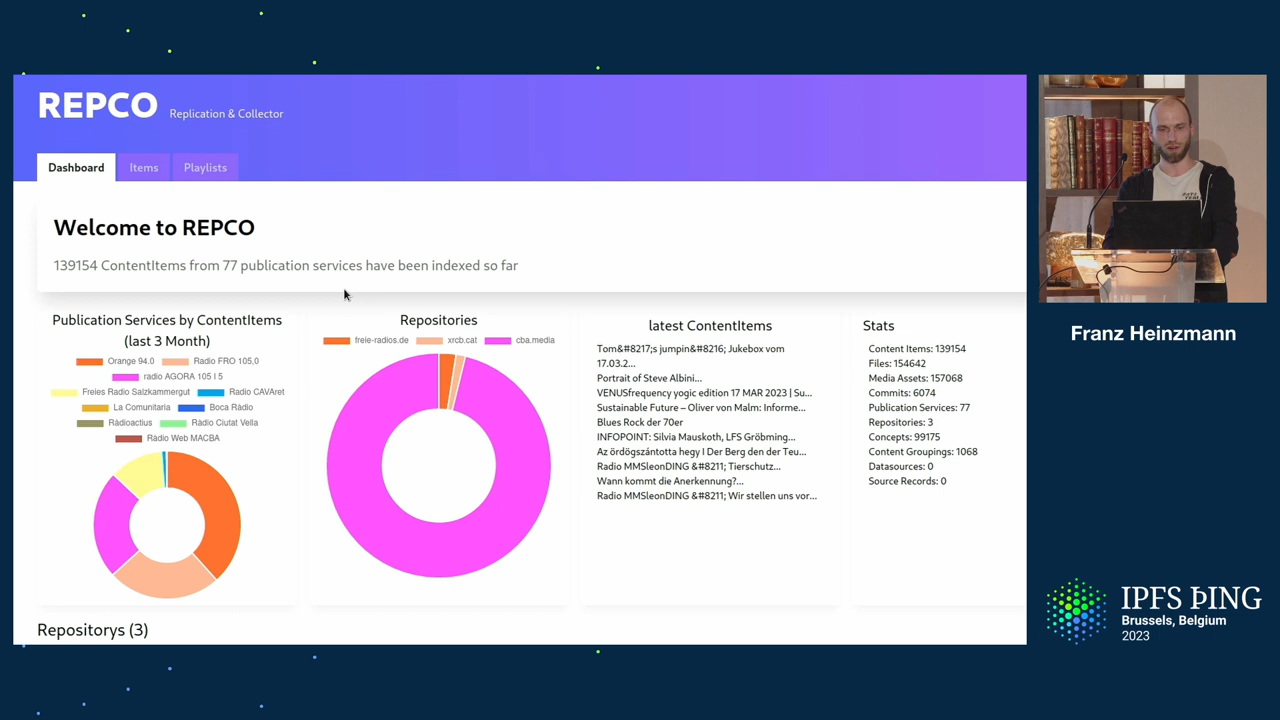 REPCO Replication & Collector
Dashboard Items Playlists
Welcome to REPCO
139154 ContentItems from 77 publication services have been indexed so far
Publication Services by ContentItems
(last 3 Month)
Orange 94.0 Radio FRO 105,0
radio AGORA 105 I 5
Freies Radio Salzkammergut Radio CAVAret
La Comunitaria Boca Ràdio
Ràdioactius Ràdio Ciutat Vella
Ràdio Web MACBA
Repositories
freie-radios.de xrcb.cat cba.media
latest ContentItems
Tom&#8217;s jumpin&#8216; Jukebox vom
17.03.2...
Portrait of Steve Albini...
VENUSfrequency yogic edition 17 MAR 2023 | Su...
Sustainable Future – Oliver von Malm: Informe...
Blues Rock der 70er
INFOPOINT: Silvia Mauskoth, LFS Gröbming...
Az ördögszántotta hegy I Der Berg den der Teu...
Radio MMSleonDING &#8211; Tierschutz...
Wann kommt die Anerkennung?...
Radio MMSleonDING &#8211; Wir stellen uns vor...
Stats
Content Items: 139154
Files: 154642
Media Assets: 157068
Commits: 6074
Publication Services: 77
Repositories: 3
Concepts: 99175
Content Groupings: 1068
Datasources: 0
Source Records: 0
Repositorys (3)
Franz Heinzmann
IPFS ÞING
Brussels, Belgium
2023